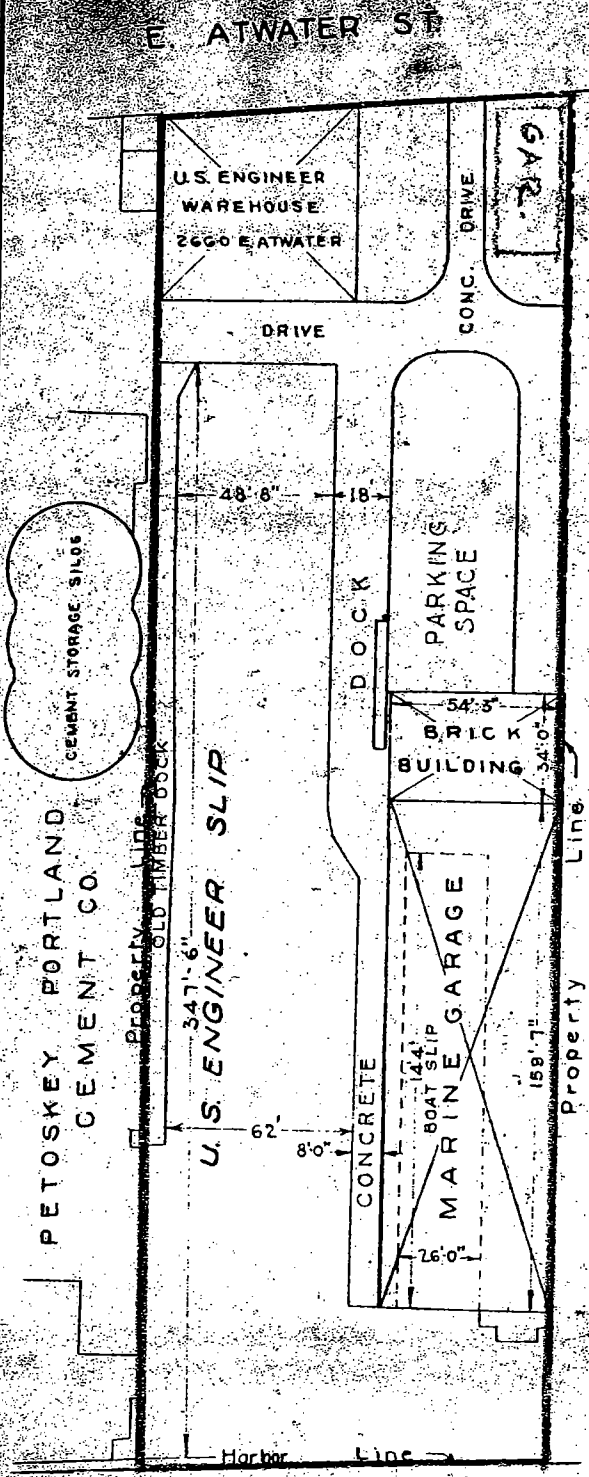 E. ATWATER ST.
U.S. ENGINEER
WAREHOUSE
2660 E ATWATER
GAR.
CONC. DRIVE
DRIVE
48'-8"
18'
CEMENT STORAGE SILOS
DOCK
PARKING
SPACE
54'-3"
BRICK
BUILDING
34'-0"
PETOSKEY PORTLAND
CEMENT CO.
Property Line
OLD TIMBER DOCK
347'-6"
U.S. ENGINEER SLIP
62'
8'-0"
CONCRETE
144'
BOAT SLIP
MARINE GARAGE
26'-0"
159'-7"
Property Line
Harbor Line